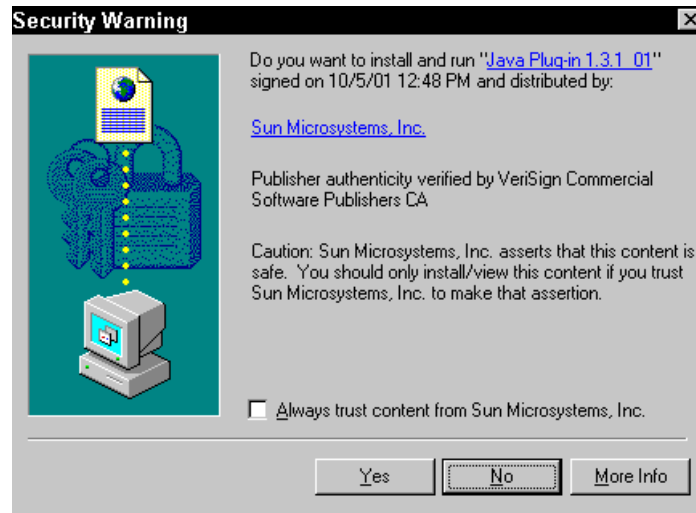 Security Warning
Do you want to install and run "Java Plug-in 1.3.1_01"
signed on 10/5/01 12:48 PM and distributed by:
Sun Microsystems, Inc.
Publisher authenticity verified by VeriSign Commercial
Software Publishers CA
Caution: Sun Microsystems, Inc. asserts that this content is
safe. You should only install/view this content if you trust
Sun Microsystems, Inc. to make that assertion.
Always trust content from Sun Microsystems, Inc.
Yes No More Info